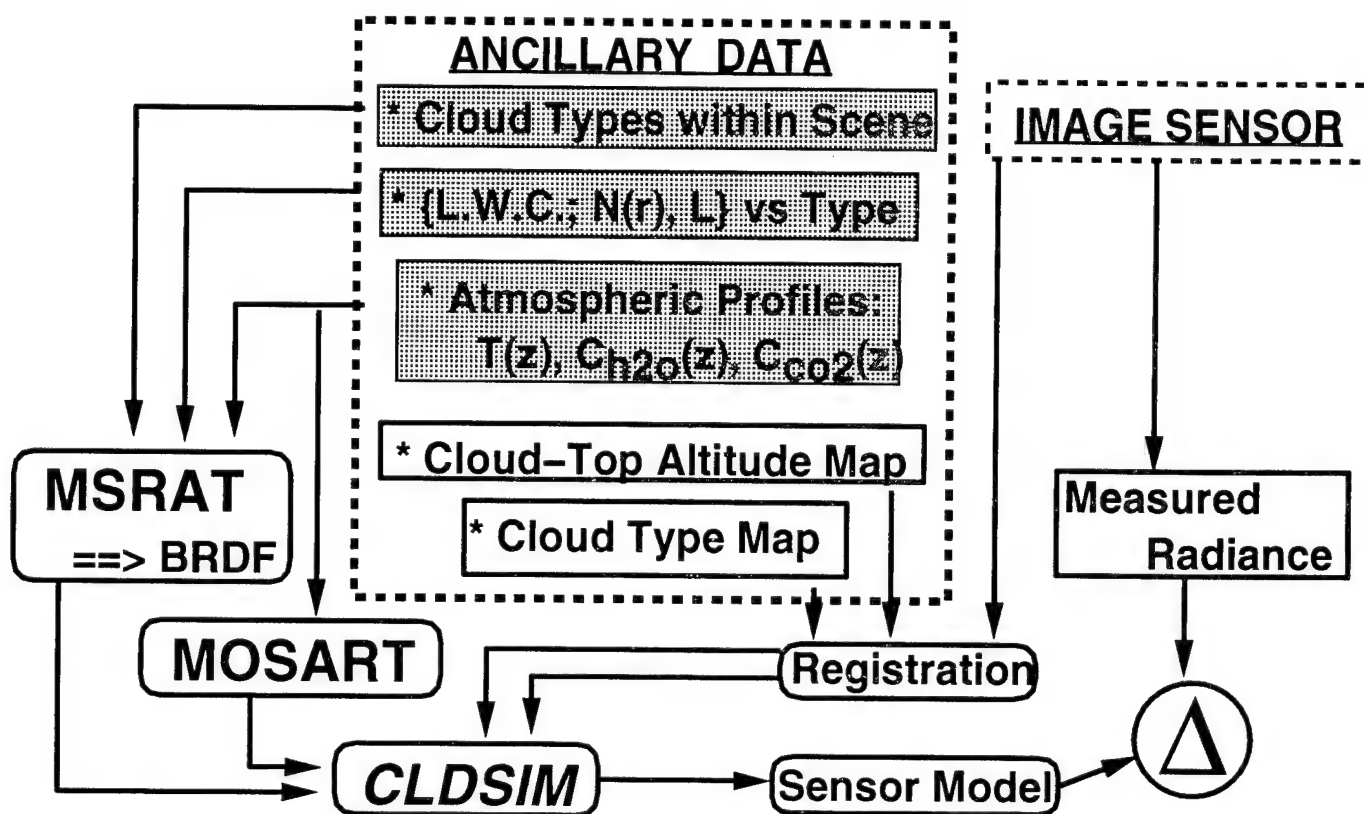 ANCILLARY DATA
* Cloud Types within Scene
IMAGE SENSOR
* {L.W.C.; N(r), L} vs Type
* Atmospheric Profiles:
T(z), Ch2o(z), Cco2(z)
* Cloud–Top Altitude Map
MSRAT
==> BRDF
* Cloud Type Map
Measured
Radiance
MOSART
Registration
CLDSIM
Sensor Model
Δ